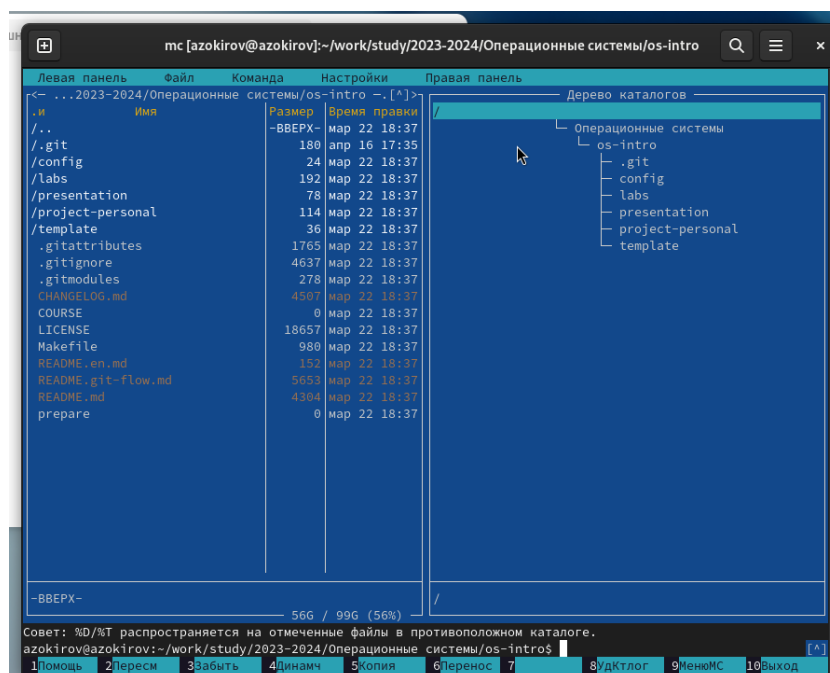 mc [azokirov@azokirov]:~/work/study/2023-2024/Операционные системы/os-intro
Левая панель Файл Команда Настройки Правая панель
<— ...2023-2024/Операционные системы/os-intro —.[^]>
.и Имя Размер Время правки
/.. -ВВЕРХ- мар 22 18:37
/.git 180 апр 16 17:35
/config 24 мар 22 18:37
/labs 192 мар 22 18:37
/presentation 78 мар 22 18:37
/project-personal 114 мар 22 18:37
/template 36 мар 22 18:37
.gitattributes 1765 мар 22 18:37
.gitignore 4637 мар 22 18:37
.gitmodules 278 мар 22 18:37
CHANGELOG.md 4507 мар 22 18:37
COURSE 0 мар 22 18:37
LICENSE 18657 мар 22 18:37
Makefile 980 мар 22 18:37
README.en.md 152 мар 22 18:37
README.git-flow.md 5653 мар 22 18:37
README.md 4304 мар 22 18:37
prepare 0 мар 22 18:37
-ВВЕРХ-
56G / 99G (56%)
Дерево каталогов
/
Операционные системы
os-intro
.git
config
labs
presentation
project-personal
template
/
Совет: %D/%T распространяется на отмеченные файлы в противоположном каталоге.
azokirov@azokirov:~/work/study/2023-2024/Операционные системы/os-intro$ [^]
1Помощь 2Пересм 3Забыть 4Динамч 5Копия 6Перенос 7 8УдКтлог 9МенюMC 10Выход